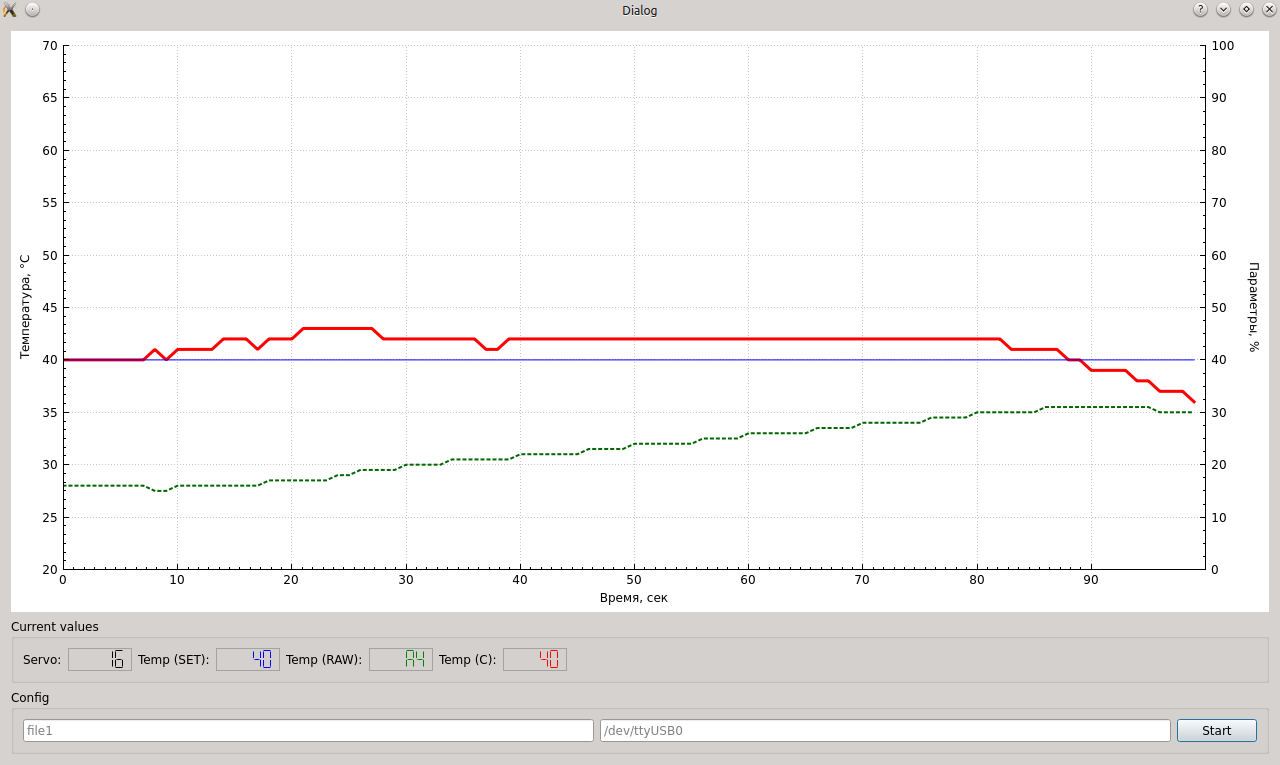 Dialog
70
65
60
55
50
45
40
35
30
25
20
Температура, °C
100
90
80
70
60
50
40
30
20
10
0
Параметры, %
0 10 20 30 40 50 60 70 80 90
Время, сек
Current values
Servo: 16 Temp (SET): 40 Temp (RAW): A4 Temp (C): 40
Config
file1 /dev/ttyUSB0 Start